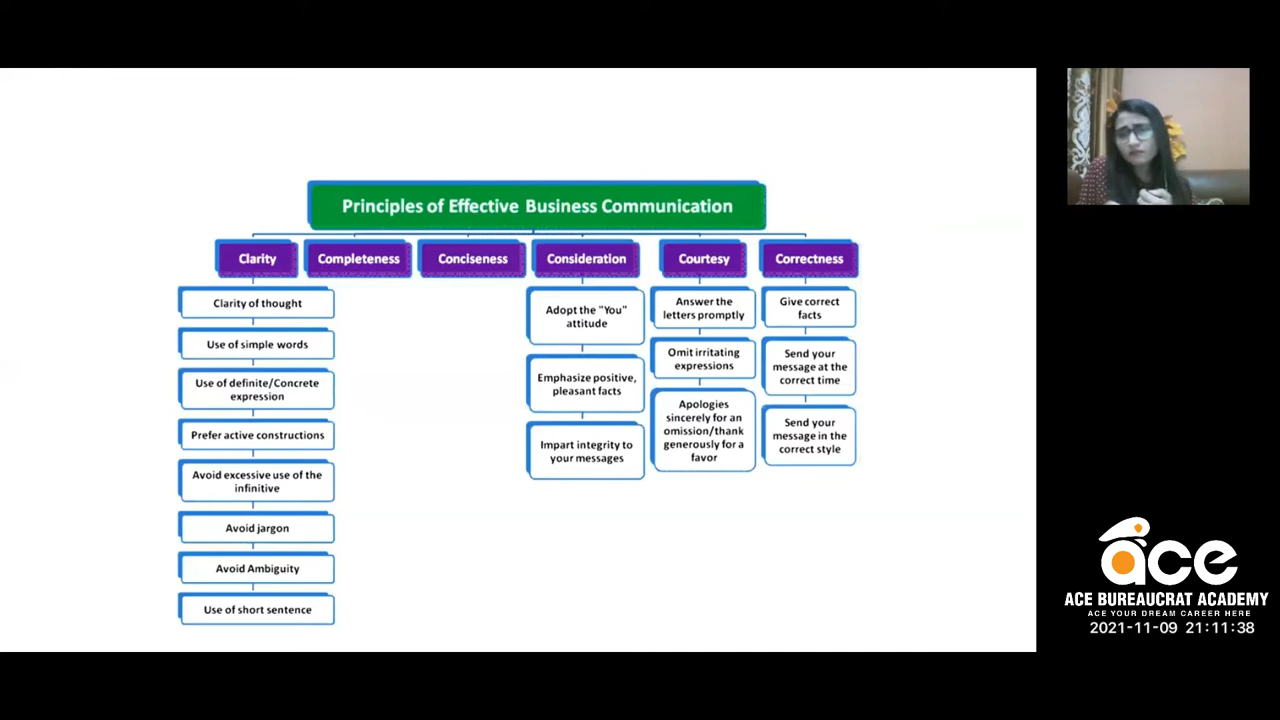 Principles of Effective Business Communication
Clarity
Completeness
Conciseness
Consideration
Courtesy
Correctness
Clarity of thought
Use of simple words
Use of definite/Concrete
expression
Prefer active constructions
Avoid excessive use of the
infinitive
Avoid jargon
Avoid Ambiguity
Use of short sentence
Adopt the "You"
attitude
Emphasize positive,
pleasant facts
Impart integrity to
your messages
Answer the
letters promptly
Omit irritating
expressions
Apologies
sincerely for an
omission/thank
generously for a
favor
Give correct
facts
Send your
message at the
correct time
Send your
message in the
correct style
ace
ACE BUREAUCRAT ACADEMY
ACE YOUR DREAM CAREER HERE
2021-11-09 21:11:38